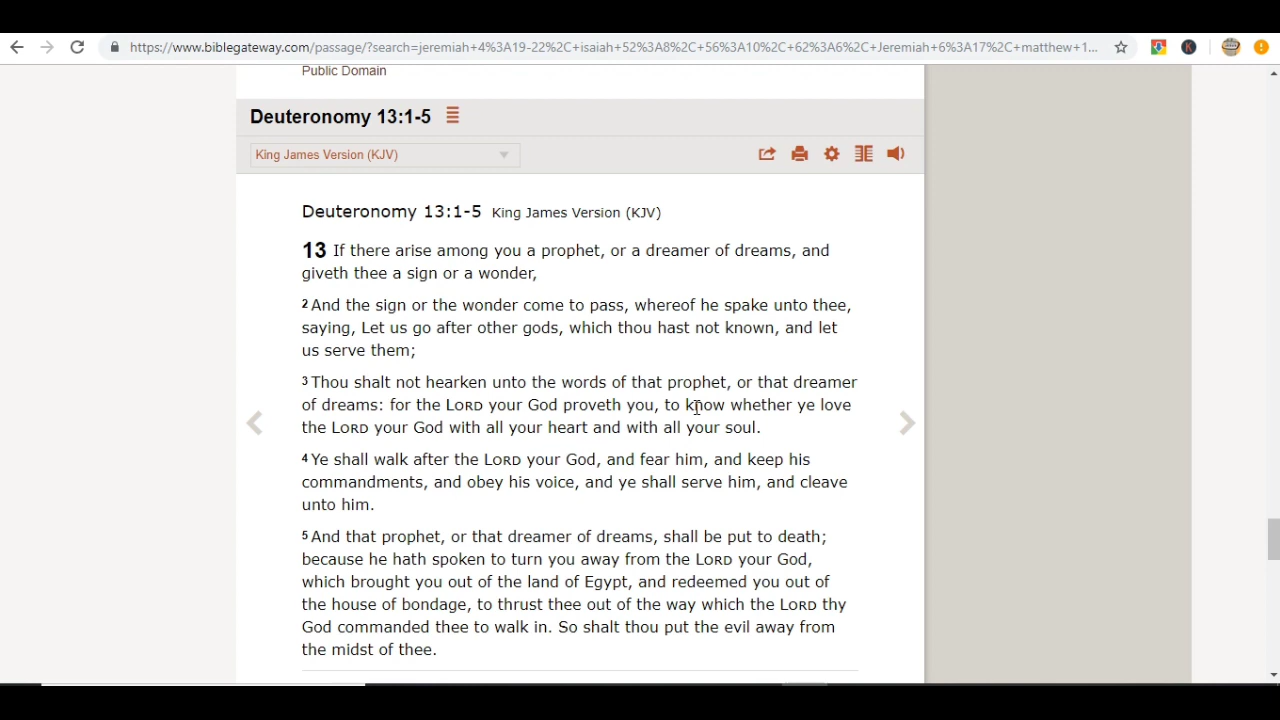 https://www.biblegateway.com/passage/?search=jeremiah+4%3A19-22%2C+isaiah+52%3A8%2C+56%3A10%2C+62%3A6%2C+Jeremiah+6%3A17%2C+matthew+1...
Public Domain
Deuteronomy 13:1-5
King James Version (KJV)
Deuteronomy 13:1-5 King James Version (KJV)
13 If there arise among you a prophet, or a dreamer of dreams, and
giveth thee a sign or a wonder,
2 And the sign or the wonder come to pass, whereof he spake unto thee,
saying, Let us go after other gods, which thou hast not known, and let
us serve them;
3 Thou shalt not hearken unto the words of that prophet, or that dreamer
of dreams: for the LORD your God proveth you, to know whether ye love
the LORD your God with all your heart and with all your soul.
4 Ye shall walk after the LORD your God, and fear him, and keep his
commandments, and obey his voice, and ye shall serve him, and cleave
unto him.
5 And that prophet, or that dreamer of dreams, shall be put to death;
because he hath spoken to turn you away from the LORD your God,
which brought you out of the land of Egypt, and redeemed you out of
the house of bondage, to thrust thee out of the way which the LORD thy
God commanded thee to walk in. So shalt thou put the evil away from
the midst of thee.